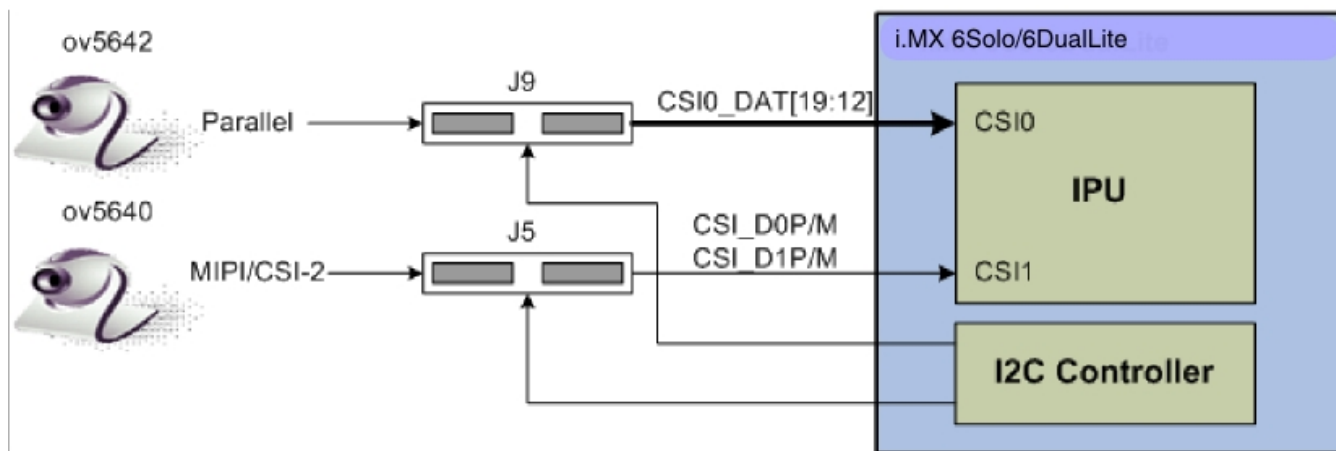 ov5642
i.MX 6Solo/6DualLite
J9
Parallel
CSI0_DAT[19:12]
CSI0
IPU
ov5640
J5
MIPI/CSI-2
CSI_D0P/M
CSI_D1P/M
CSI1
I2C Controller